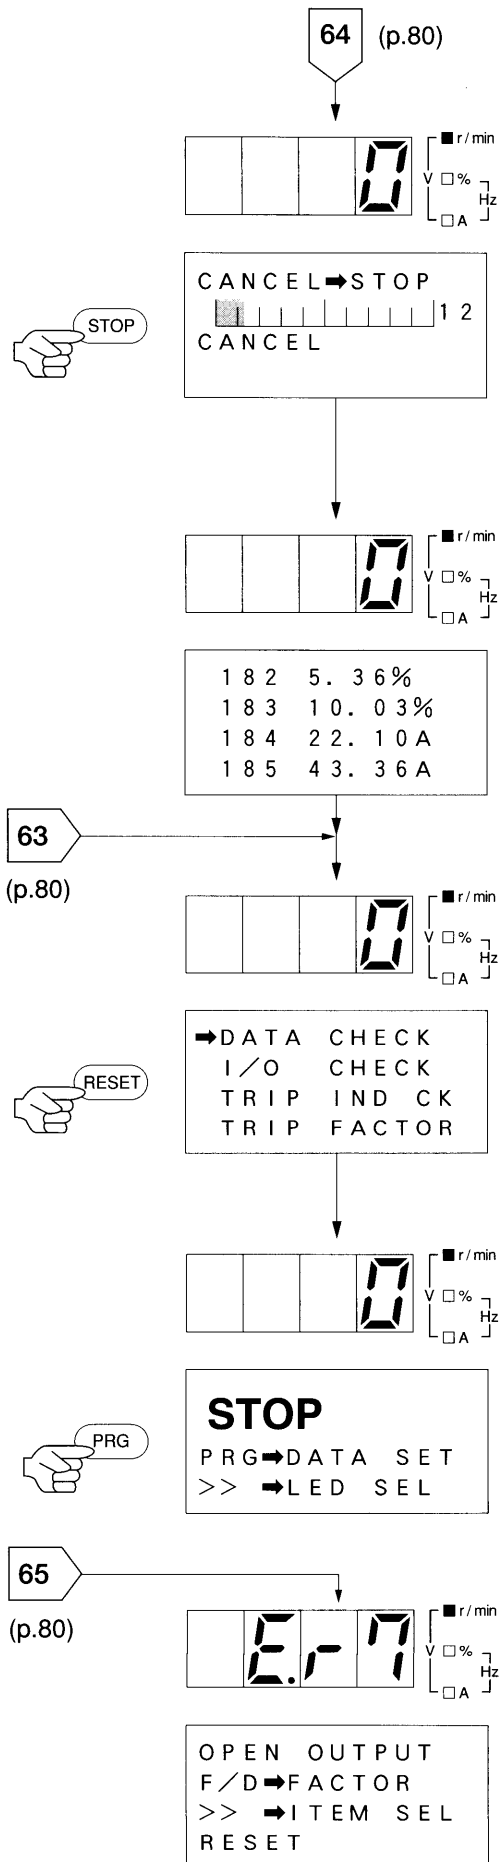 64 (p.80)
0
r/min
V % Hz
A
CANCEL➡STOP
12
CANCEL
STOP
0
r/min
V % Hz
A
182 5.36%
183 10.03%
184 22.10A
185 43.36A
63
(p.80)
0
r/min
V % Hz
A
➡DATA CHECK
I/O CHECK
TRIP IND CK
TRIP FACTOR
RESET
0
r/min
V % Hz
A
STOP
PRG➡DATA SET
>> ➡LED SEL
PRG
65
(p.80)
E.r7
r/min
V % Hz
A
OPEN OUTPUT
F/D➡FACTOR
>> ➡ITEM SEL
RESET